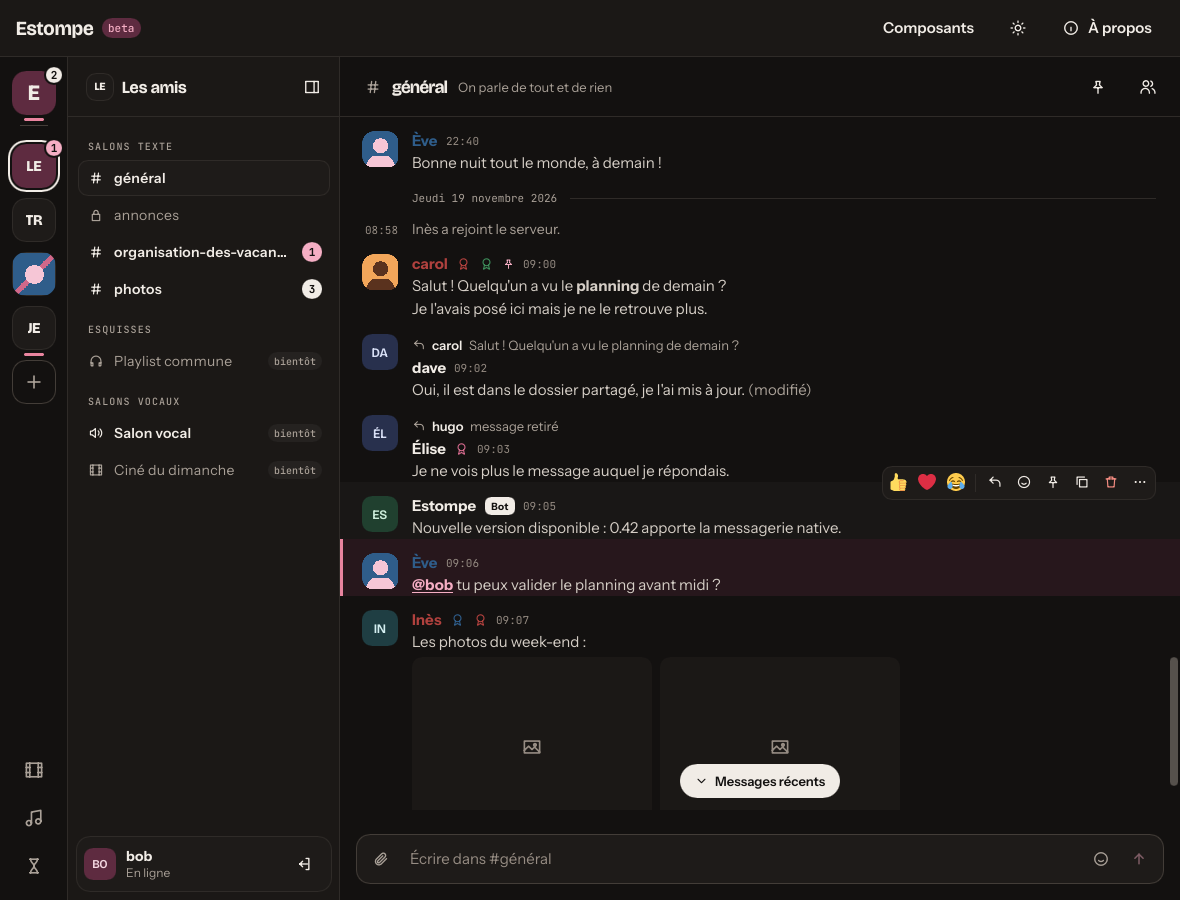 Estompe beta
Composants
À propos
E 2
LE 1
TR
JE
LE Les amis
SALONS TEXTE
# général
annonces
# organisation-des-vacan... 1
# photos 3
ESQUISSES
Playlist commune bientôt
SALONS VOCAUX
Salon vocal bientôt
Ciné du dimanche bientôt
BO bob
En ligne
# général On parle de tout et de rien
Ève 22:40
Bonne nuit tout le monde, à demain !
Jeudi 19 novembre 2026
08:58 Inès a rejoint le serveur.
carol 09:00
Salut ! Quelqu'un a vu le planning de demain ?
Je l'avais posé ici mais je ne le retrouve plus.
carol Salut ! Quelqu'un a vu le planning de demain ?
DA dave 09:02
Oui, il est dans le dossier partagé, je l'ai mis à jour. (modifié)
hugo message retiré
ÉL Élise 09:03
Je ne vois plus le message auquel je répondais.
ES Estompe Bot 09:05
Nouvelle version disponible : 0.42 apporte la messagerie native.
Ève 09:06
@bob tu peux valider le planning avant midi ?
IN Inès 09:07
Les photos du week-end :
Messages récents
Écrire dans #général